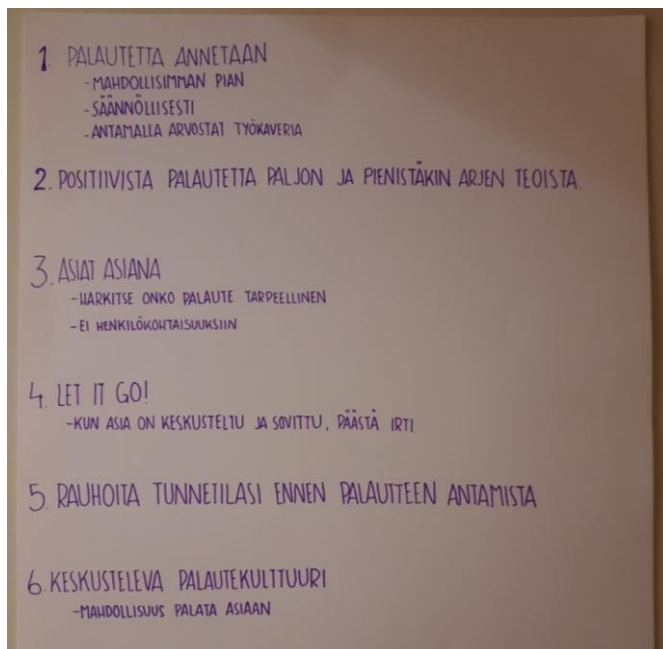 1. PALAUTETTA ANNETAAN
- MAHDOLLISIMMAN PIAN
- SÄÄNNÖLLISESTI
- ANTAMALLA ARVOSTAT TYÖKAVERIA
2. POSITIIVISTA PALAUTETTA PALJON JA PIENISTÄKIN ARJEN TEOISTA.
3. ASIAT ASIANA
- HARKITSE ONKO PALAUTE TARPEELLINEN
- EI HENKILÖKOHTAISUUKSIIN
4. LET IT GO!
- KUN ASIA ON KESKUSTELTU JA SOVITTU, PÄÄSTÄ IRTI
5. RAUHOITA TUNNETILASI ENNEN PALAUTTEEN ANTAMISTA
6. KESKUSTELEVA PALAUTEKULTTUURI
- MAHDOLLISUUS PALATA ASIAAN